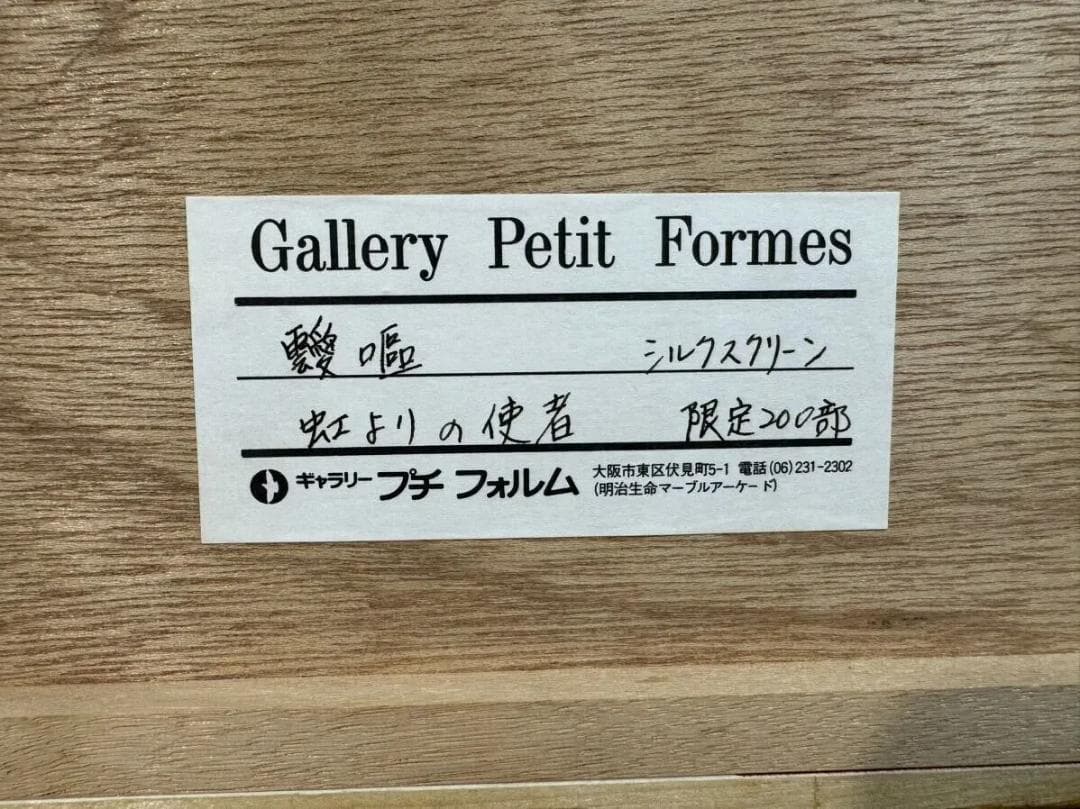 Gallery Petit Formes
靉嘔 シルクスクリーン
虹よりの使者 限定200部
ギャラリープチフォルム 大阪市東区伏見町5-1 電話(06)231-2302
(明治生命マーブルアーケード)